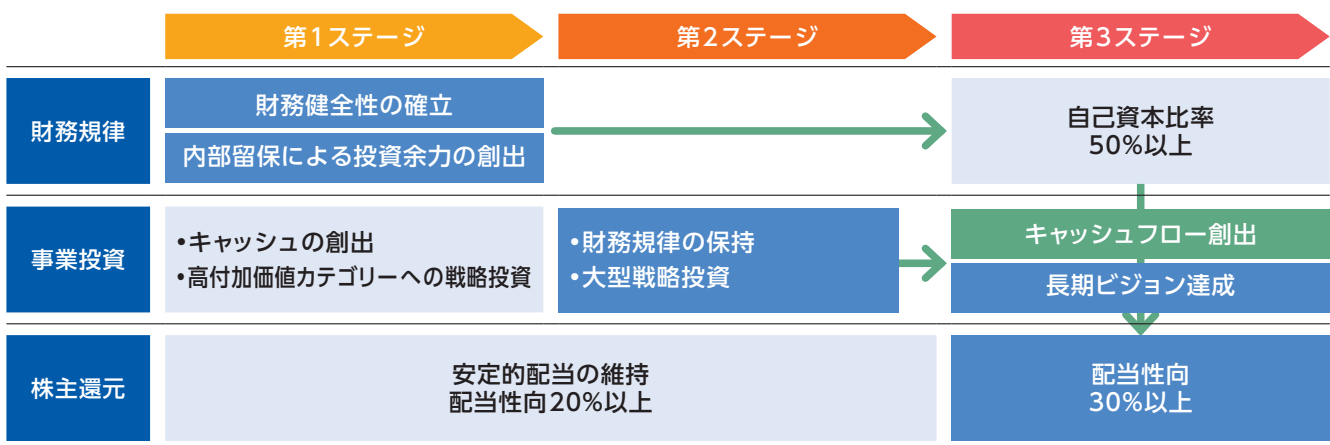 第1ステージ
第2ステージ
第3ステージ
財務規律
財務健全性の確立
内部留保による投資余力の創出
自己資本比率
50%以上
事業投資
•キャッシュの創出
•高付加価値カテゴリーへの戦略投資
•財務規律の保持
•大型戦略投資
キャッシュフロー創出
長期ビジョン達成
株主還元
安定的配当の維持
配当性向20%以上
配当性向
30%以上